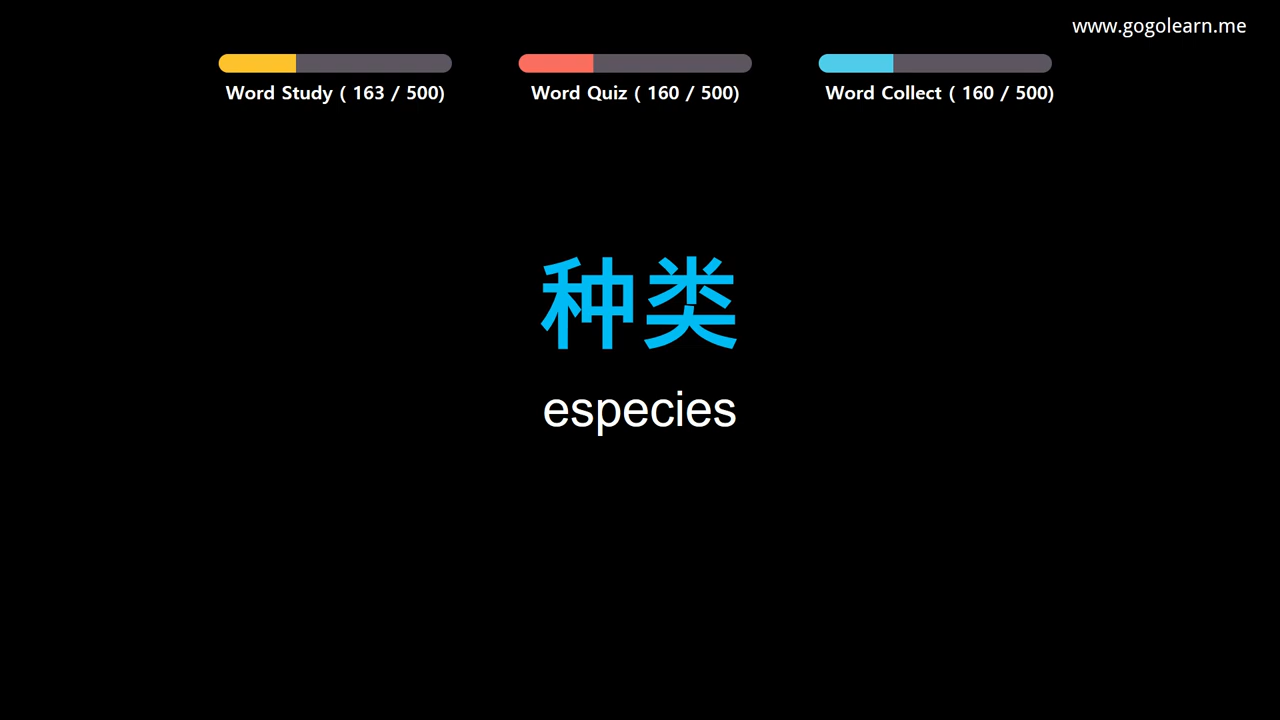 www.gogolearn.me
Word Study ( 163 / 500)
Word Quiz ( 160 / 500)
Word Collect ( 160 / 500)
种类
especies